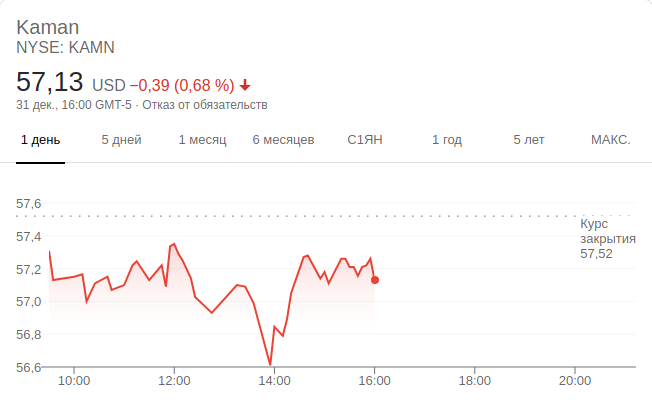 Kaman
NYSE: KAMN
57,13 USD −0,39 (0,68 %)
31 дек., 16:00 GMT-5 · Отказ от обязательств
1 день 5 дней 1 месяц 6 месяцев С1ЯН 1 год 5 лет МАКС.
57,6
Курс
57,4
закрытия
57,52
57,2
57,0
56,8
56,6
10:00 12:00 14:00 16:00 18:00 20:00